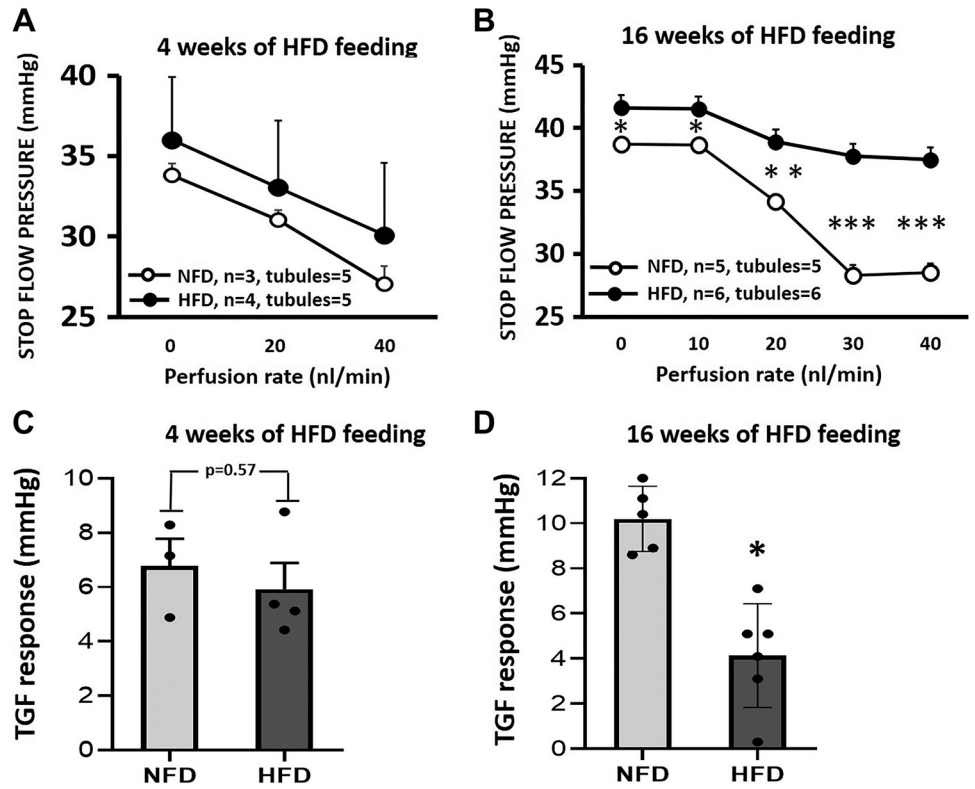 A
4 weeks of HFD feeding
STOP FLOW PRESSURE (mmHg)
40
35
30
25
NFD, n=3, tubules=5
HFD, n=4, tubules=5
0 20 40
Perfusion rate (nl/min)
B
16 weeks of HFD feeding
STOP FLOW PRESSURE (mmHg)
45
40
35
30
25
* *
* *
*** ***
NFD, n=5, tubules=5
HFD, n=6, tubules=6
0 10 20 30 40
Perfusion rate (nl/min)
C
4 weeks of HFD feeding
TGF response (mmHg)
10
8
6
4
2
0
p=0.57
NFD HFD
D
16 weeks of HFD feeding
TGF response (mmHg)
12
10
8
6
4
2
0
*
NFD HFD